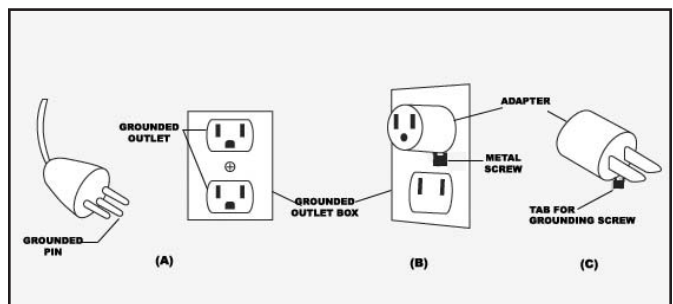 GROUNDED
OUTLET
GROUNDED
PIN
(A)
GROUNDED
OUTLET BOX
ADAPTER
METAL
SCREW
(B)
TAB FOR
GROUNDING SCREW
(C)